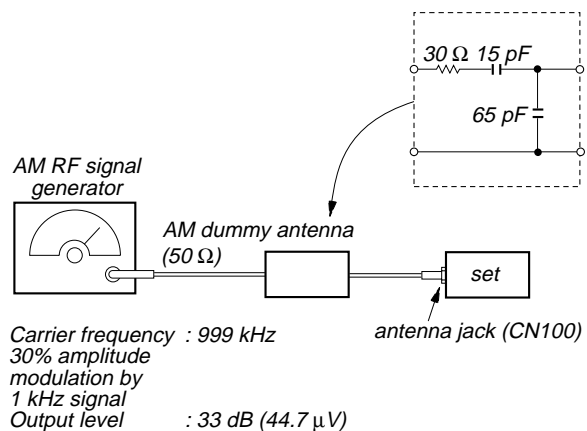 30 Ω 15 pF
65 pF
AM RF signal
generator
AM dummy antenna
(50 Ω)
set
antenna jack (CN100)
Carrier frequency : 999 kHz
30% amplitude
modulation by
1 kHz signal
Output level : 33 dB (44.7 µV)